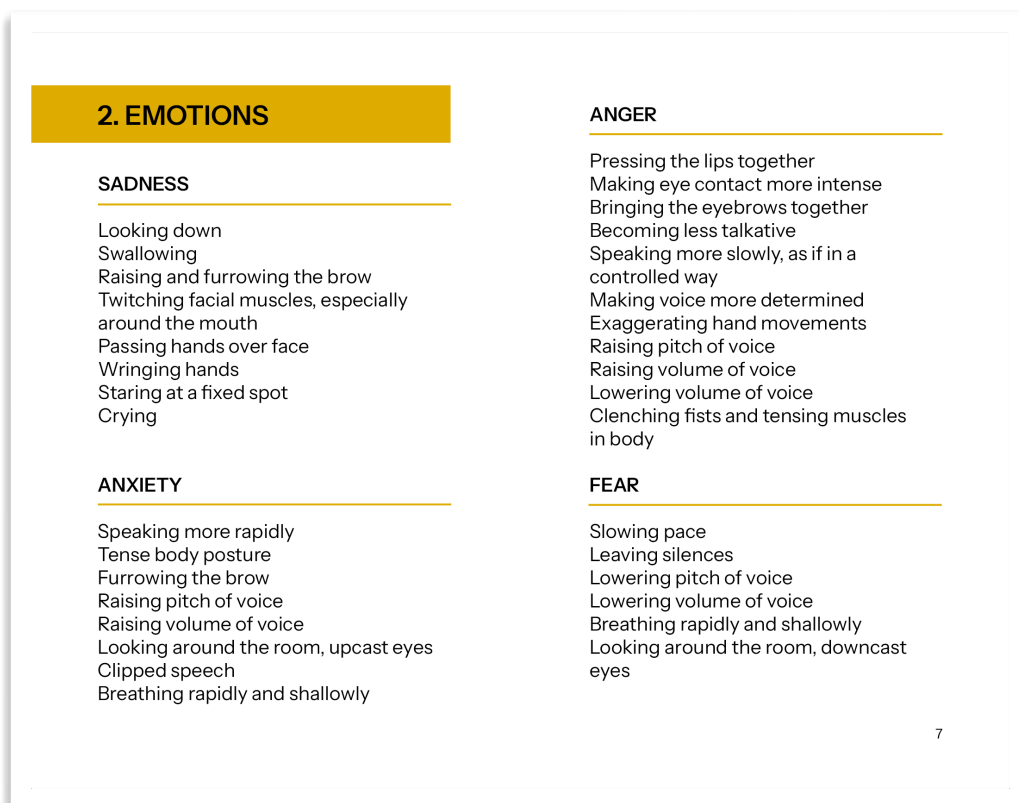 2. EMOTIONS
SADNESS
Looking down
Swallowing
Raising and furrowing the brow
Twitching facial muscles, especially
around the mouth
Passing hands over face
Wringing hands
Staring at a fixed spot
Crying
ANXIETY
Speaking more rapidly
Tense body posture
Furrowing the brow
Raising pitch of voice
Raising volume of voice
Looking around the room, upcast eyes
Clipped speech
Breathing rapidly and shallowly
ANGER
Pressing the lips together
Making eye contact more intense
Bringing the eyebrows together
Becoming less talkative
Speaking more slowly, as if in a
controlled way
Making voice more determined
Exaggerating hand movements
Raising pitch of voice
Raising volume of voice
Lowering volume of voice
Clenching fists and tensing muscles
in body
FEAR
Slowing pace
Leaving silences
Lowering pitch of voice
Lowering volume of voice
Breathing rapidly and shallowly
Looking around the room, downcast
eyes
7